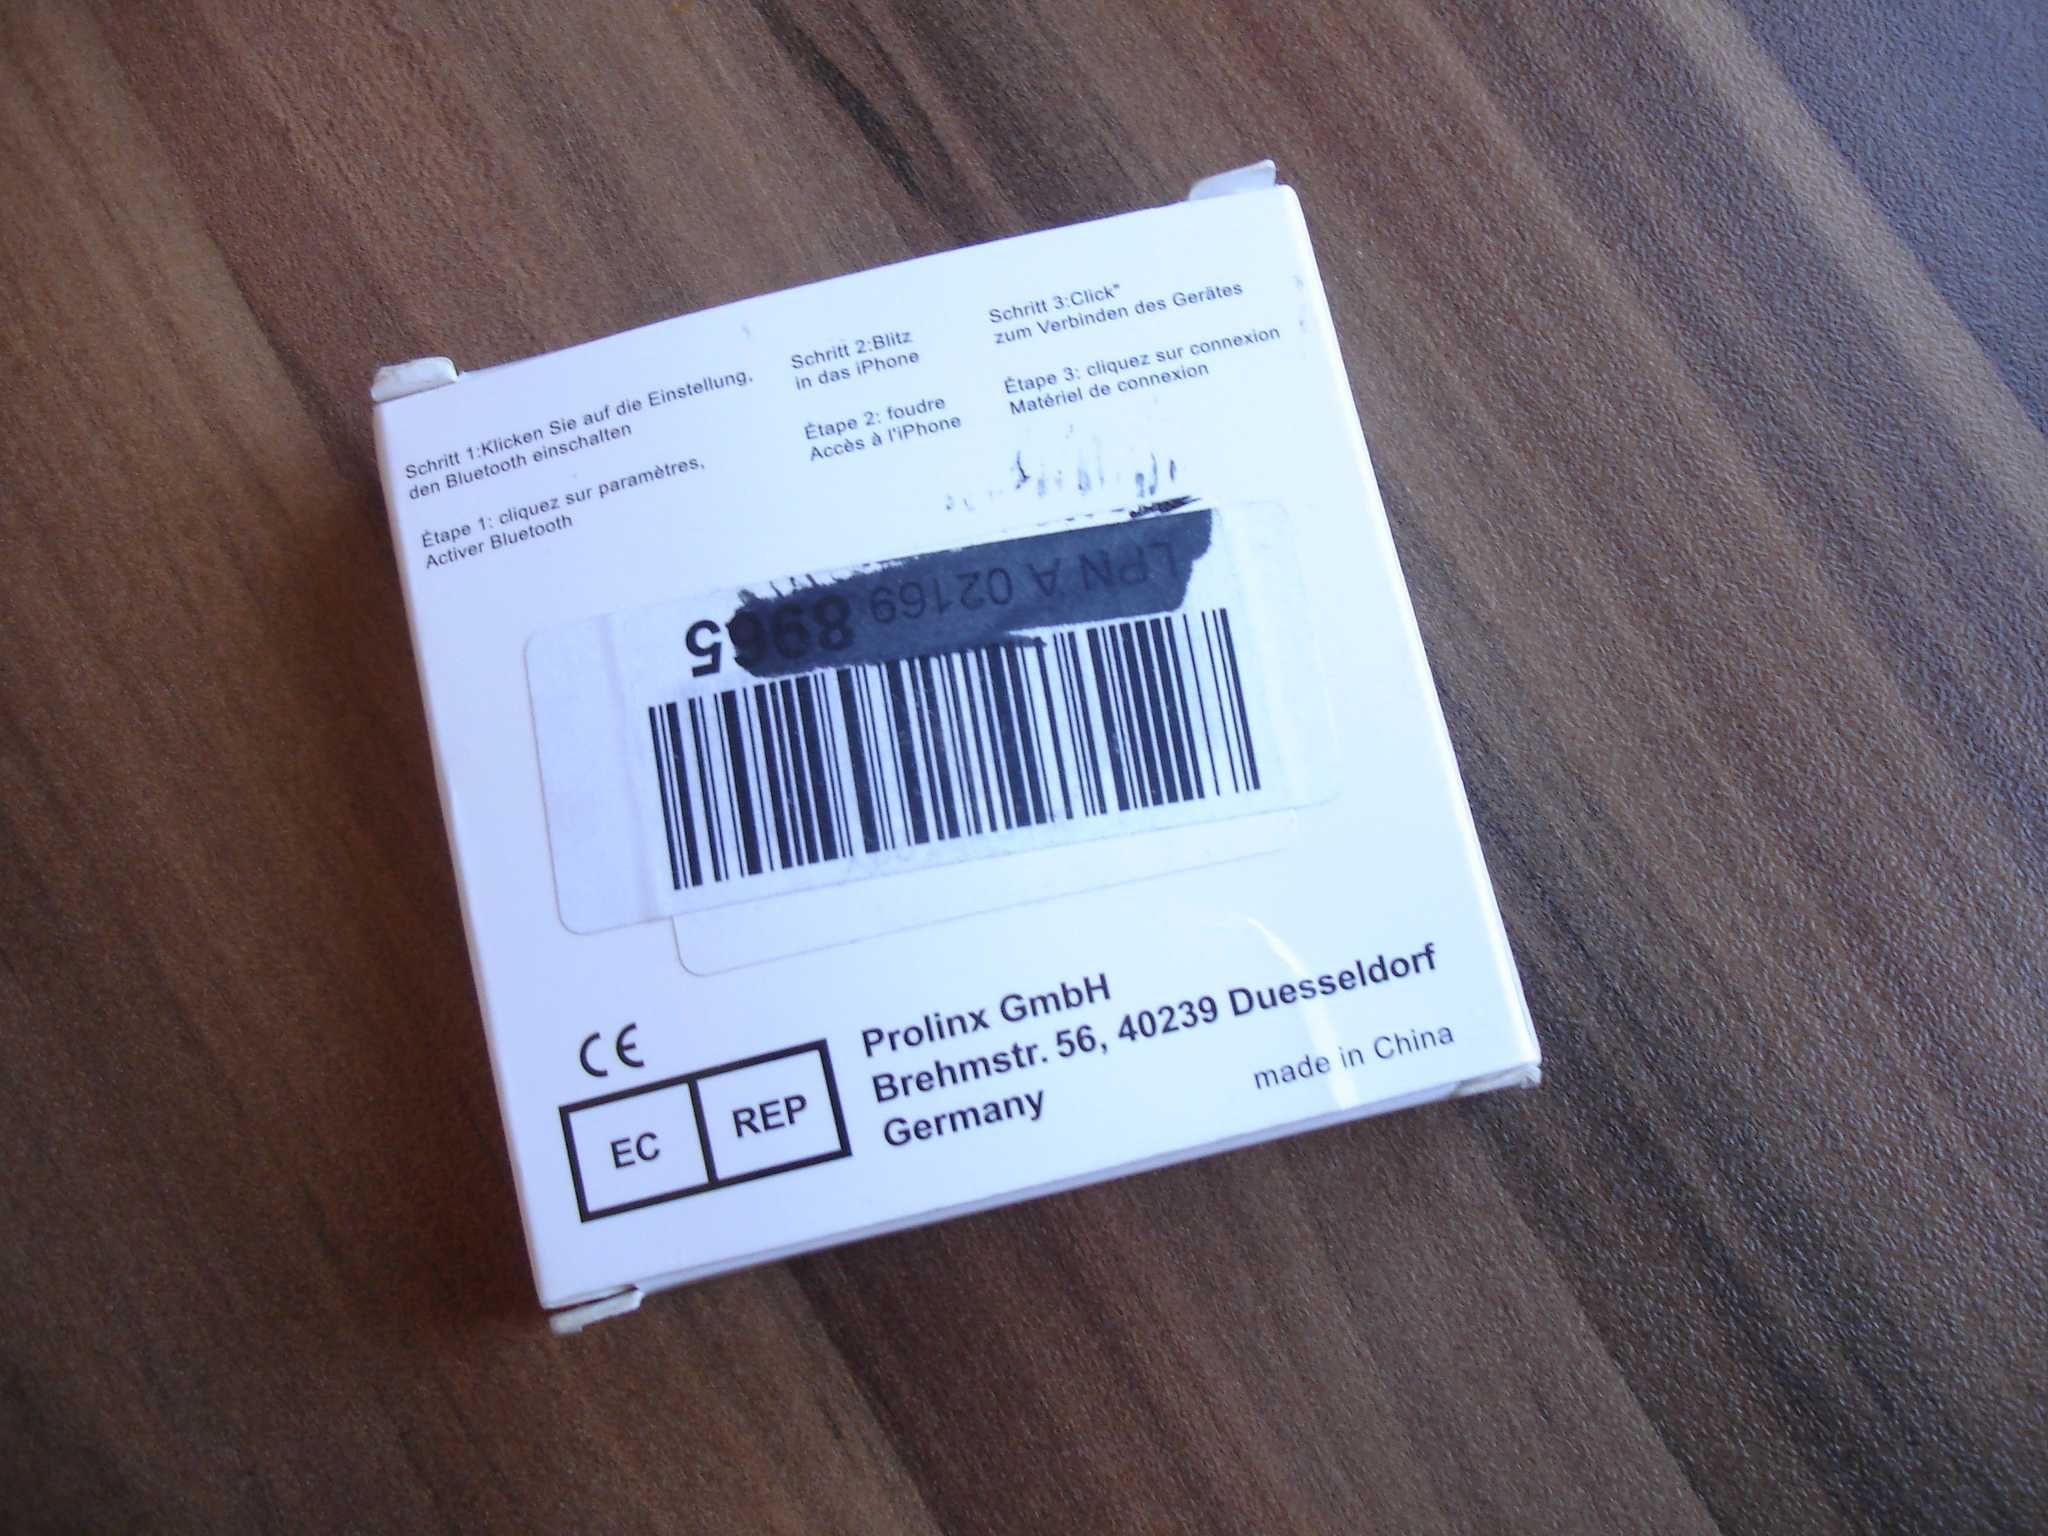 Schritt 1:Klicken Sie auf die Einstellung,
den Bluetooth einschalten
Étape 1: cliquez sur paramètres,
Activer Bluetooth
Schritt 2:Blitz
in das iPhone
Étape 2: foudre
Accès à l'iPhone
Schritt 3:Click"
zum Verbinden des Gerätes
Étape 3: cliquez sur connexion
Matériel de connexion
LPN A 02169 8965
CE
EC REP
Prolinx GmbH
Brehmstr. 56, 40239 Duesseldorf
Germany
made in China